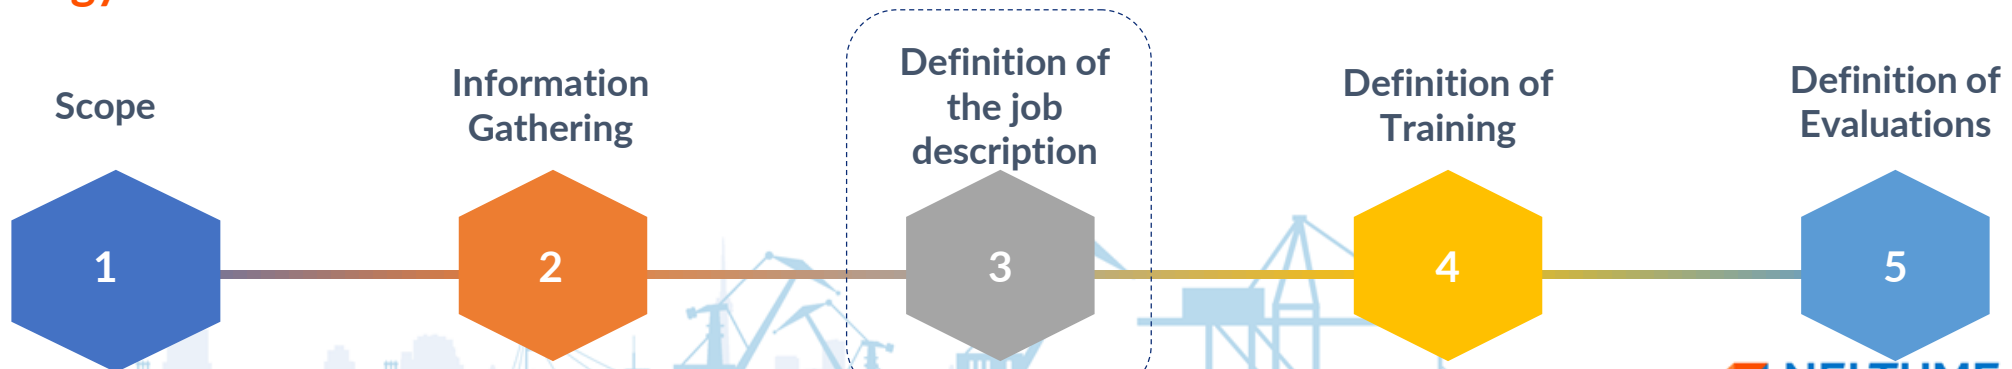 Scope
Information
Gathering
Definition of
the job
description
Definition of
Training
Definition of
Evaluations
1
2
3
4
5